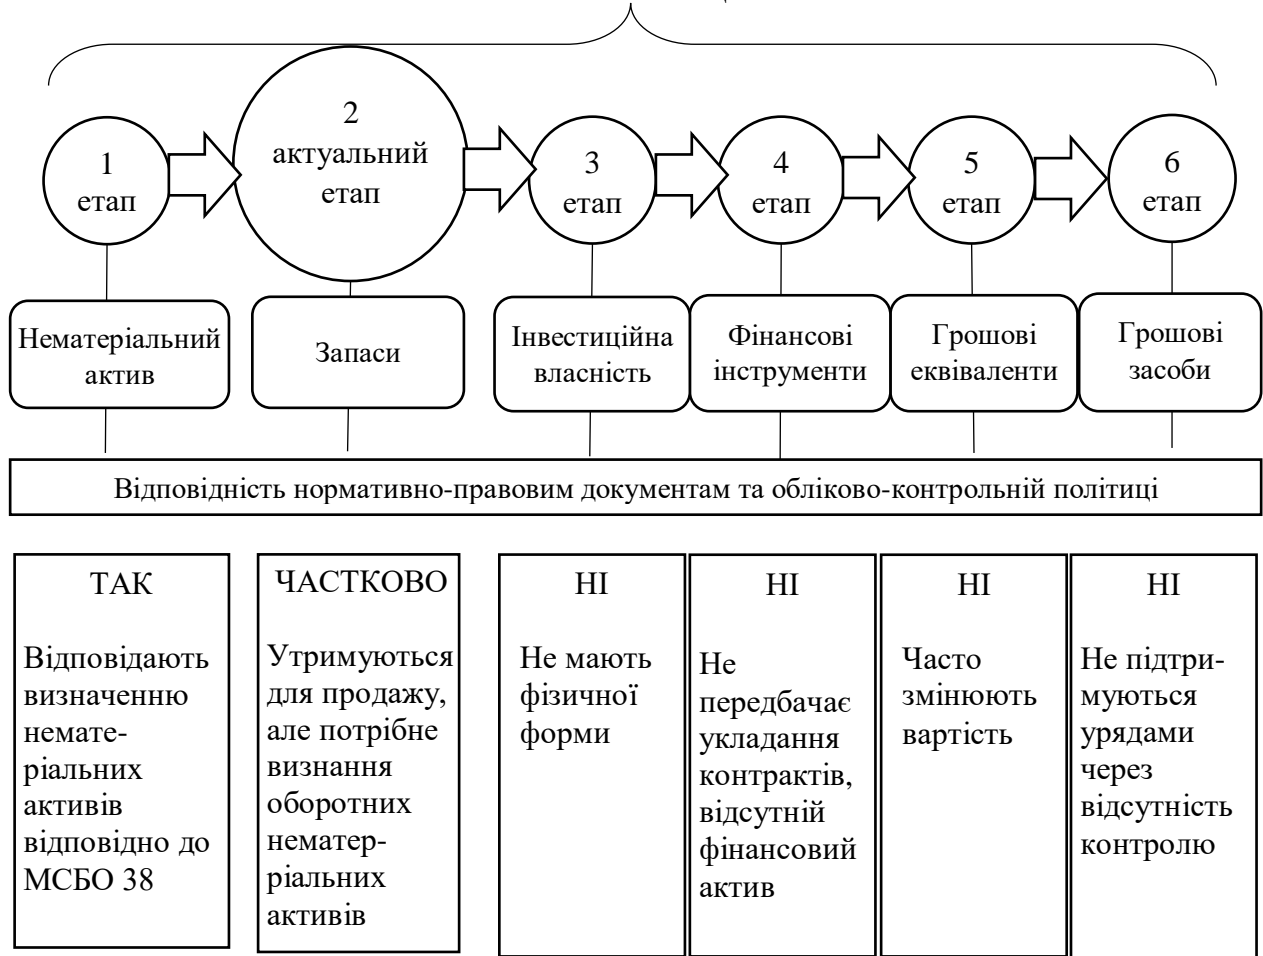 1
етап
2
актуальний
етап
3
етап
4
етап
5
етап
6
етап
Нематеріальний
актив
Запаси
Інвестиційна
власність
Фінансові
інструменти
Грошові
еквіваленти
Грошові
засоби
Відповідність нормативно-правовим документам та обліково-контрольній політиці
ТАК
Відповідають
визначенню
немате-
ріальних
активів
відповідно до
МСБО 38
ЧАСТКОВО
Утримуються
для продажу,
але потрібне
визнання
оборотних
нематер-
ріальних
активів
НІ
Не мають
фізичної
форми
НІ
Не
передбачає
укладання
контрактів,
відсутній
фінансовий
актив
НІ
Часто
змінюють
вартість
НІ
Не підтри-
муються
урядами
через
відсутність
контролю